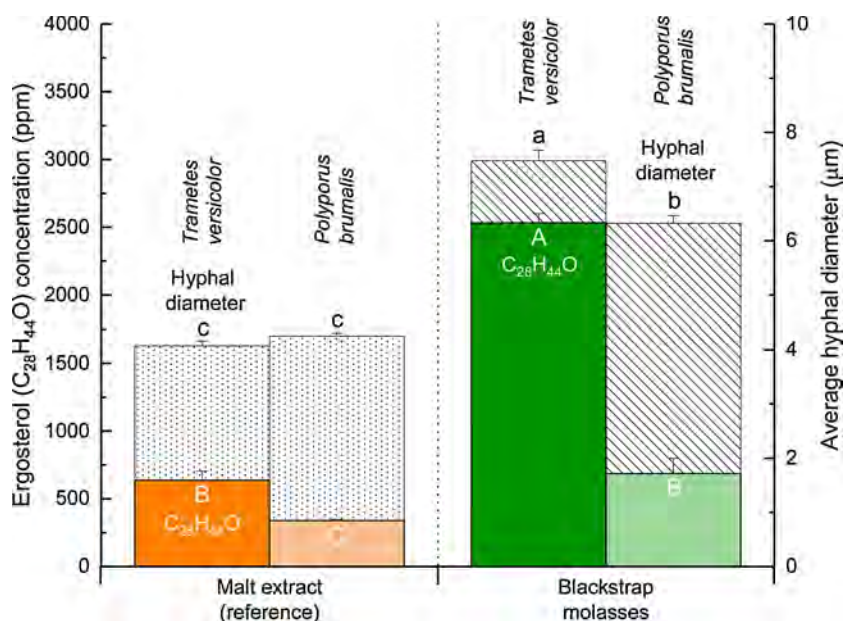 Ergosterol (C₂₈H₄₄O) concentration (ppm)
4000
3500
3000
2500
2000
1500
1000
500
0
Trametes
versicolor
Hyphal
diameter
c
B
C₂₈H₄₄O
Polyporus
brumalis
c
C
Trametes
versicolor
a
A
C₂₈H₄₄O
Polyporus
brumalis
Hyphal
diameter
b
B
10
8
6
4
2
0
Average hyphal diameter (μm)
Malt extract
(reference)
Blackstrap
molasses